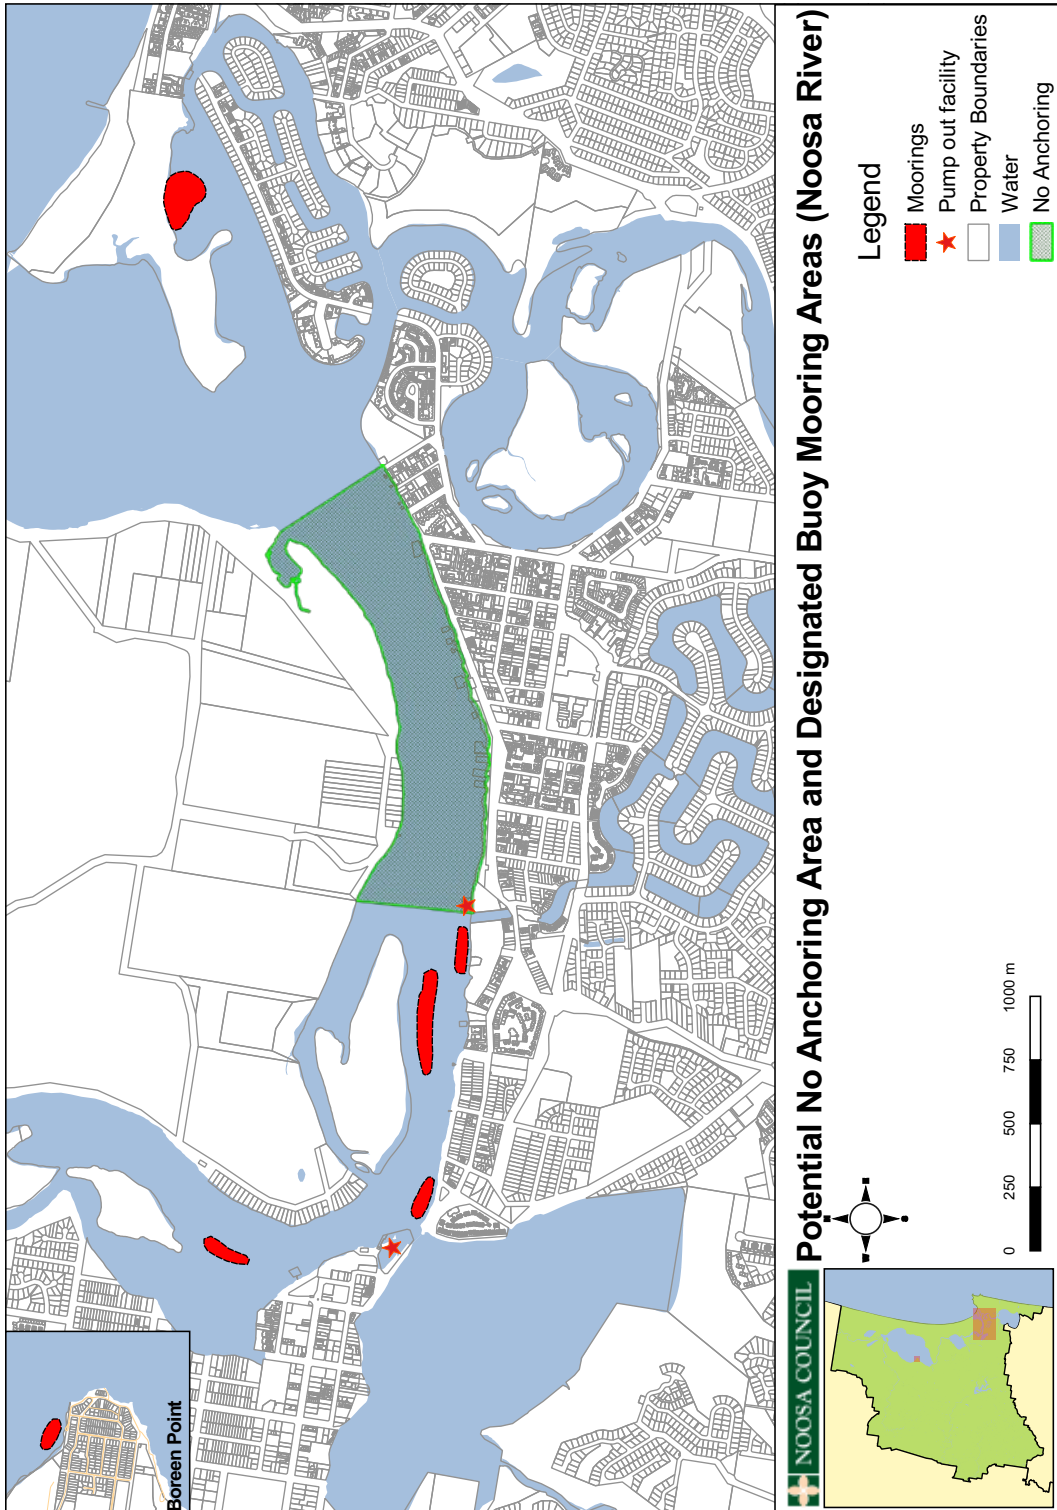 Boreen Point
NOOSA COUNCIL
Potential No Anchoring Area and Designated Buoy Mooring Areas (Noosa River)
0 250 500 750 1000 m
Legend
Moorings
Pump out facility
Property Boundaries
Water
No Anchoring